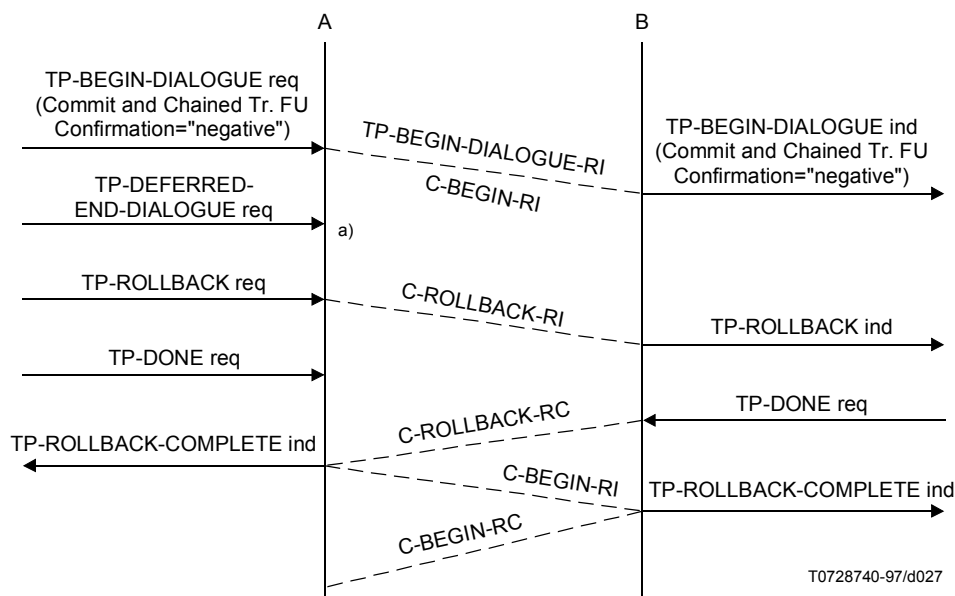 A
B
TP-BEGIN-DIALOGUE req
(Commit and Chained Tr. FU
Confirmation="negative")
TP-BEGIN-DIALOGUE-RI
C-BEGIN-RI
TP-BEGIN-DIALOGUE ind
(Commit and Chained Tr. FU
Confirmation="negative")
TP-DEFERRED-
END-DIALOGUE req
a)
TP-ROLLBACK req
C-ROLLBACK-RI
TP-ROLLBACK ind
TP-DONE req
C-ROLLBACK-RC
TP-DONE req
TP-ROLLBACK-COMPLETE ind
C-BEGIN-RI
TP-ROLLBACK-COMPLETE ind
C-BEGIN-RC
T0728740-97/d027